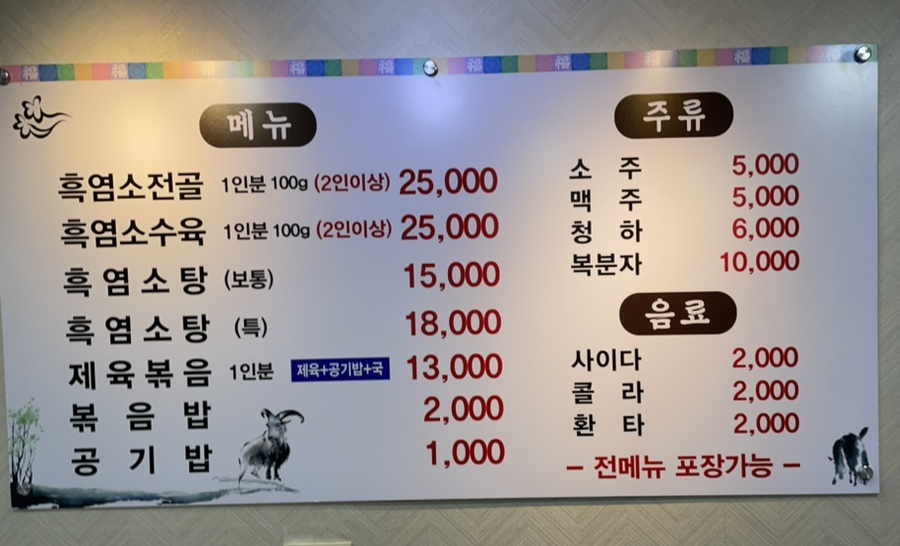 메뉴
흑염소전골 1인분 100g (2인이상) 25,000
흑염소수육 1인분 100g (2인이상) 25,000
흑염소탕 (보통) 15,000
흑염소탕 (특) 18,000
제육볶음 1인분 제육+공기밥+국 13,000
볶음밥 2,000
공기밥 1,000
주류
소주 5,000
맥주 5,000
청하 6,000
복분자 10,000
음료
사이다 2,000
콜라 2,000
환타 2,000
– 전메뉴 포장가능 –